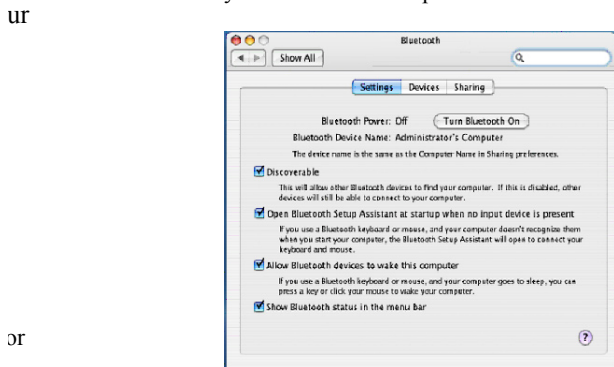 ur
Bluetooth
Show All
Settings Devices Sharing
Bluetooth Power: Off Turn Bluetooth On
Bluetooth Device Name: Administrator's Computer
The device name is the same as the Computer Name in Sharing preferences.
Discoverable
This will allow other Bluetooth devices to find your computer. If this is disabled, other
devices will still be able to connect to your computer.
Open Bluetooth Setup Assistant at startup when no input device is present
If you use a Bluetooth keyboard or mouse, and your computer doesn't recognize them
when you start your computer, the Bluetooth Setup Assistant will open to connect your
keyboard and mouse.
Allow Bluetooth devices to wake this computer
If you use a Bluetooth keyboard or mouse, and your computer goes to sleep, you can
press a key or click your mouse to wake your computer.
Show Bluetooth status in the menu bar
or
?